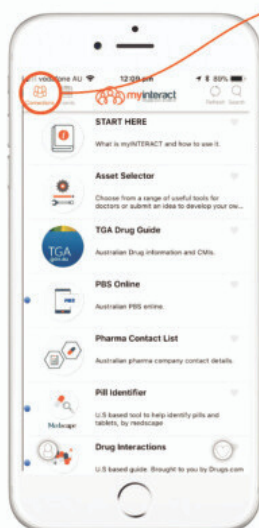 vodafone AU 12:05 pm 89%
Connections
Refresh Search
myinteract
START HERE
What is myINTERACT and how to use it.
Asset Selector
Choose from a range of useful tools for
doctors or submit an idea to develop your ow...
TGA
TGA Drug Guide
Australian Drug information and CMIs.
PBS
PBS Online
Australian PBS online.
Pharma Contact List
Australian pharma company contact details.
Pill Identifier
U.S based tool to help identify pills and
tablets, by medscape
Medscape
Drug Interactions
U.S based guide. Brought to you by Drugs.com